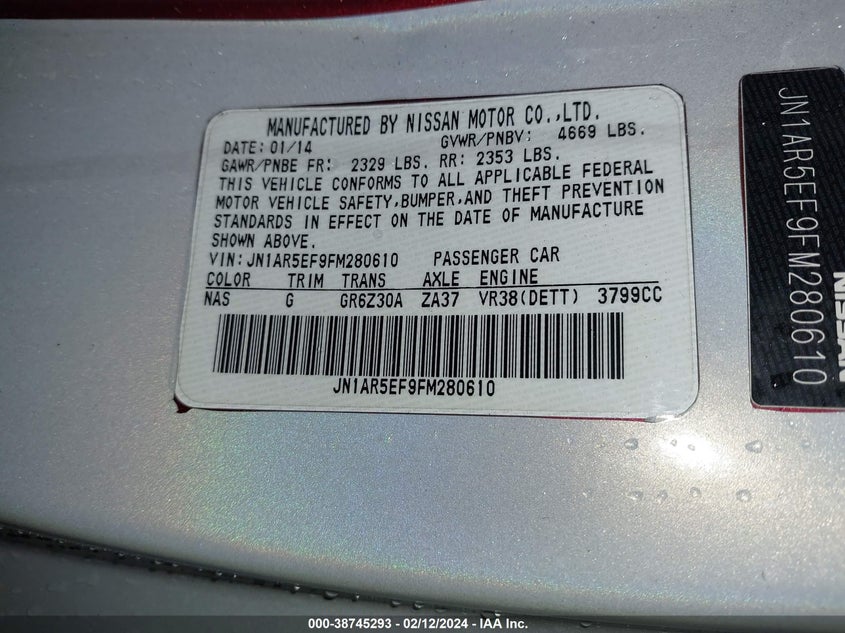 MANUFACTURED BY NISSAN MOTOR CO.,LTD.
DATE: 01/14 GVWR/PNBV: 4669 LBS.
GAWR/PNBE FR: 2329 LBS. RR: 2353 LBS.
THIS VEHICLE CONFORMS TO ALL APPLICABLE FEDERAL
MOTOR VEHICLE SAFETY,BUMPER,AND THEFT PREVENTION
STANDARDS IN EFFECT ON THE DATE OF MANUFACTURE
SHOWN ABOVE.
VIN:JN1AR5EF9FM280610 PASSENGER CAR
COLOR TRIM TRANS AXLE ENGINE
NAS G GR6Z30A ZA37 VR38(DETT) 3799CC
JN1AR5EF9FM280610
JN1AR5EF9FM280610
NISSAN
000-38745293 - 02/12/2024 - IAA Inc.